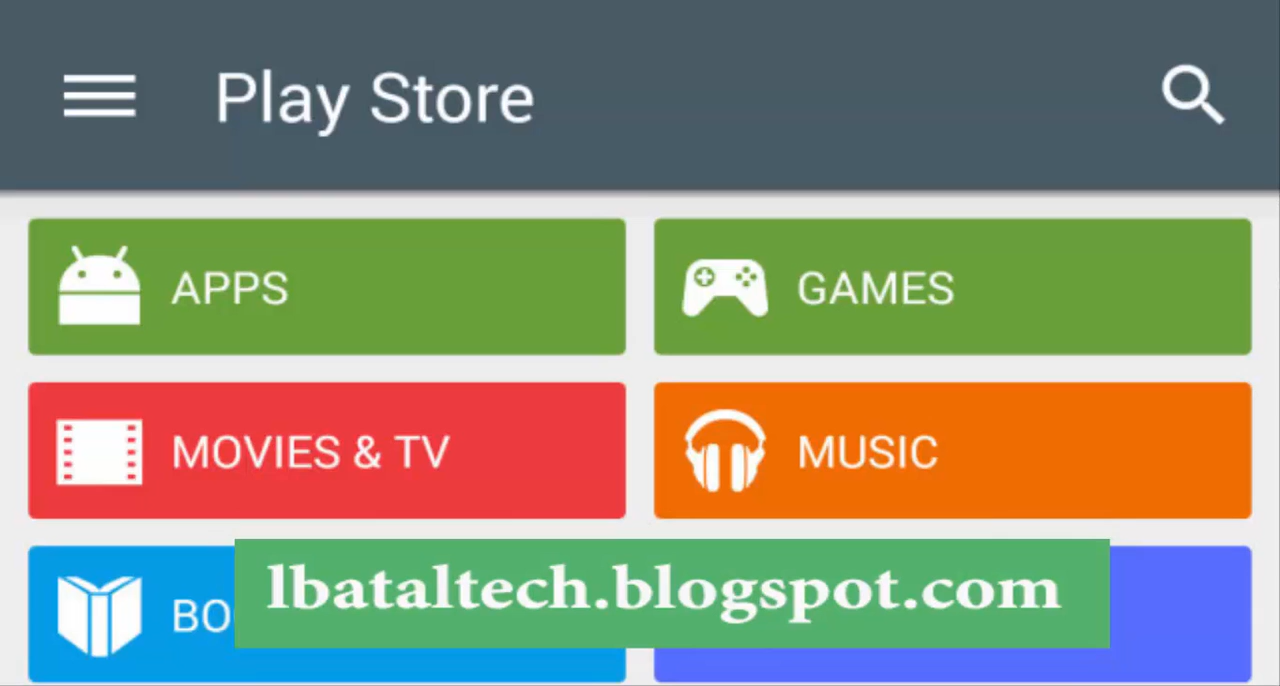 Play Store
APPS
GAMES
MOVIES & TV
MUSIC
BO
lbataltech.blogspot.com